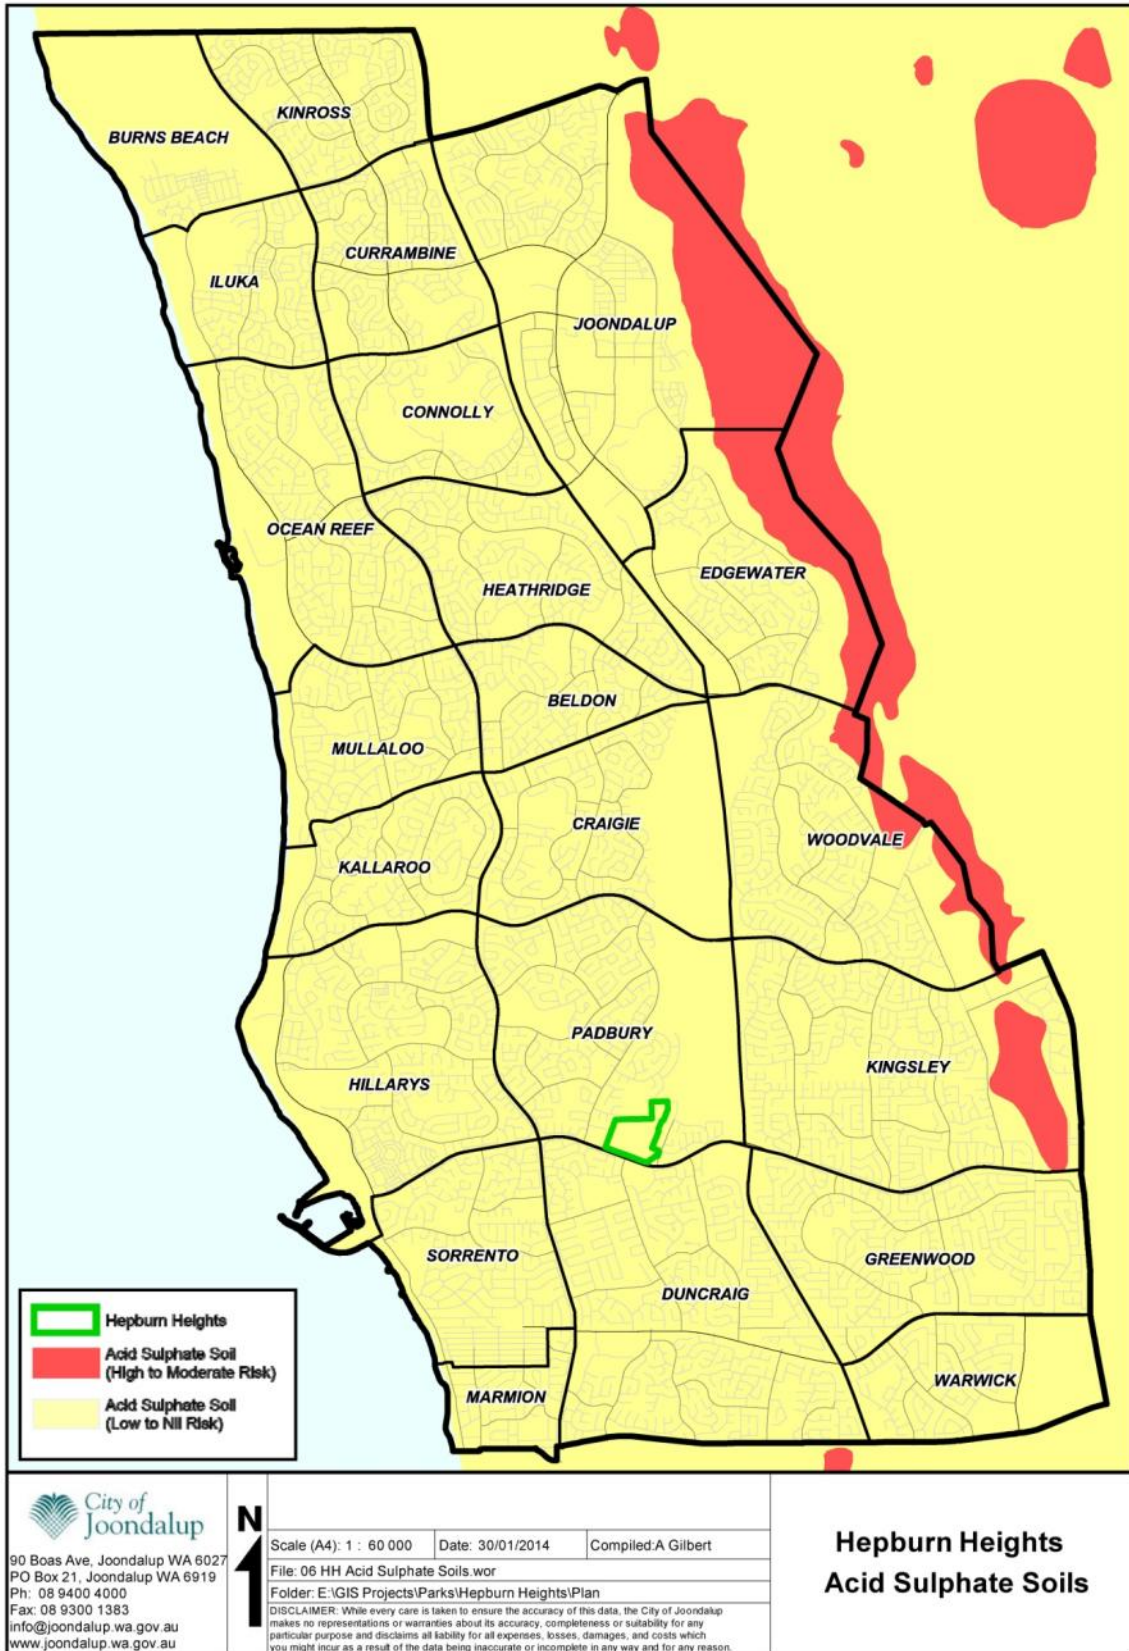 KINROSS
BURNS BEACH
CURRAMBINE
ILUKA
JOONDALUP
CONNOLLY
OCEAN REEF
EDGEWATER
HEATHRIDGE
BELDON
MULLALOO
CRAIGIE
WOODVALE
KALLAROO
PADBURY
KINGSLEY
HILLARYS
SORRENTO
GREENWOOD
DUNCRAIG
WARWICK
MARMION
Hepburn Heights
Acid Sulphate Soil
(High to Moderate Risk)
Acid Sulphate Soil
(Low to Nil Risk)
City of
Joondalup
90 Boas Ave, Joondalup WA 6027
PO Box 21, Joondalup WA 6919
Ph: 08 9400 4000
Fax: 08 9300 1383
info@joondalup.wa.gov.au
www.joondalup.wa.gov.au
N
Scale (A4): 1 : 60 000
Date: 30/01/2014
Compiled:A Gilbert
File: 06 HH Acid Sulphate Soils.wor
Folder: E:\GIS Projects\Parks\Hepburn Heights\Plan
DISCLAIMER: While every care is taken to ensure the accuracy of this data, the City of Joondalup
makes no representations or warranties about its accuracy, completeness or suitability for any
particular purpose and disclaims all liability for all expenses, losses, damages, and costs which
you might incur as a result of the data being inaccurate or incomplete in any way and for any reason.
Hepburn Heights
Acid Sulphate Soils